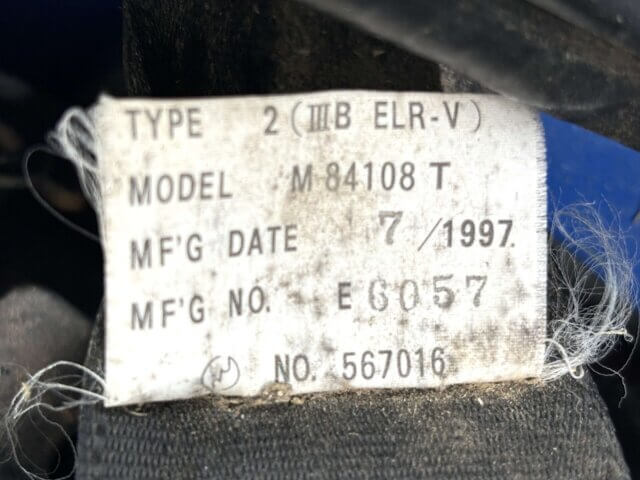 TYPE 2 (ⅢB ELR-V)
MODEL M 84108 T
MF'G DATE 7/1997.
MF'G NO. E 6057
NO. 567016